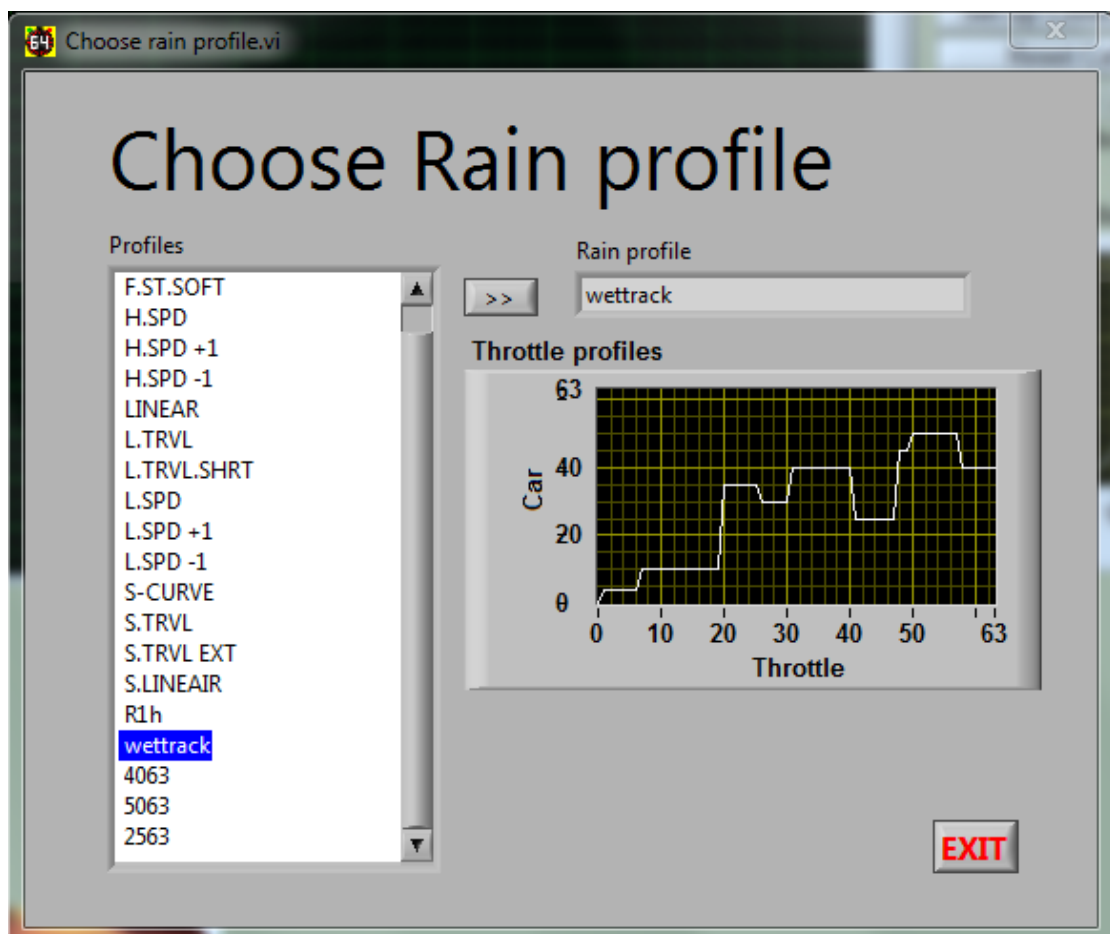 64 Choose rain profile.vi
Choose Rain profile
Profiles
F.ST.SOFT
H.SPD
H.SPD +1
H.SPD -1
LINEAR
L.TRVL
L.TRVL.SHRT
L.SPD
L.SPD +1
L.SPD -1
S-CURVE
S.TRVL
S.TRVL EXT
S.LINEAIR
R1h
wettrack
4063
5063
2563
>>
Rain profile
wettrack
Throttle profiles
63
40
20
0
Car
0 10 20 30 40 50 63
Throttle
EXIT